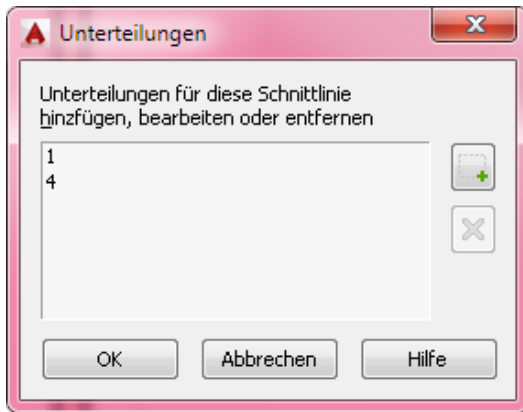 Unterteilungen
Unterteilungen für diese Schnittlinie
hinzufügen, bearbeiten oder entfernen
1
4
OK Abbrechen Hilfe